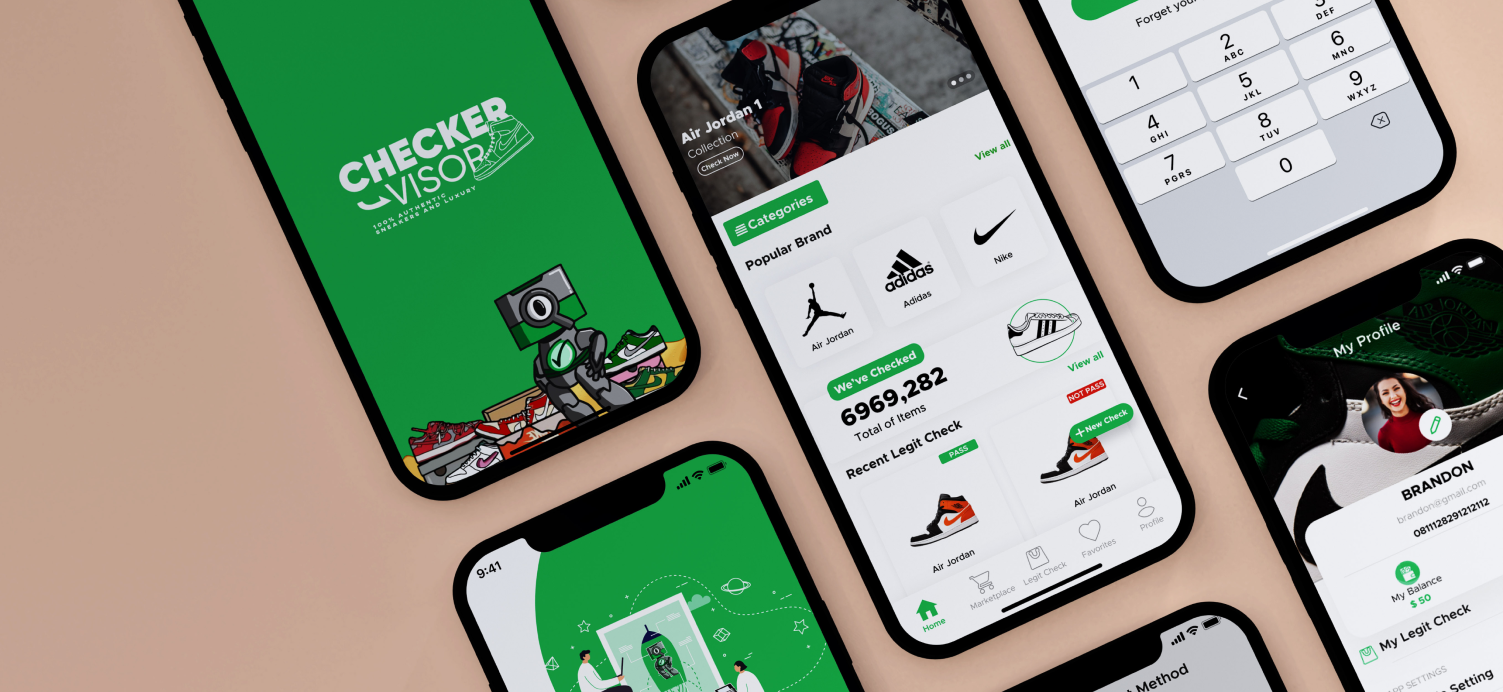 CHECKER
VISOR
100% AUTHENTIC
SNEAKERS AND LUXURY
9:41
Air Jordan 1
Collection
Check Now
View all
Categories
Popular Brand
Air Jordan
adidas
Adidas
Nike
We've Checked
6969,282
Total of Items
View all
Recent Legit Check
PASS
NOT PASS
+ New Check
Air Jordan
Air Jordan
Home
Marketplace
Legit Check
Favorites
Profile
Forget your
1
2
ABC
DEF
4
GHI
5
JKL
6
MNO
7
PGRS
8
TUV
9
WXYZ
0
My Profile
BRANDON
brandon@gmail.com
0811128291212112
My Balance
$ 50
My Legit Check
APP SETTINGS
Setting
Method